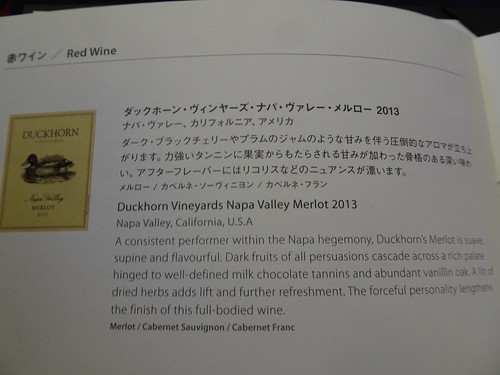 赤ワイン / Red Wine
DUCKHORN
Napa Valley
MERLOT
ダックホーン・ヴィンヤーズ・ナパ・ヴァレー・メルロー 2013
ナパ・ヴァレー、カリフォルニア、アメリカ
ダーク・ブラックチェリーやプラムのジャムのような甘みを伴う圧倒的なアロマが立ち上
がります。力強いタンニンに果実からもたらされる甘みが加わった骨格のある深い味わ
い。アフターフレーバーにはリコリスなどのニュアンスが漂います。
メルロー / カベルネ・ソーヴィニヨン / カベルネ・フラン
Duckhorn Vineyards Napa Valley Merlot 2013
Napa Valley, California, U.S.A
A consistent performer within the Napa hegemony, Duckhorn's Merlot is suave,
supine and flavourful. Dark fruits of all persuasions cascade across a rich palate
hinged to well-defined milk chocolate tannins and abundant vanillin oak. A list of
dried herbs adds lift and further refreshment. The forceful personality lengthens
the finish of this full-bodied wine.
Merlot / Cabernet Sauvignon / Cabernet Franc